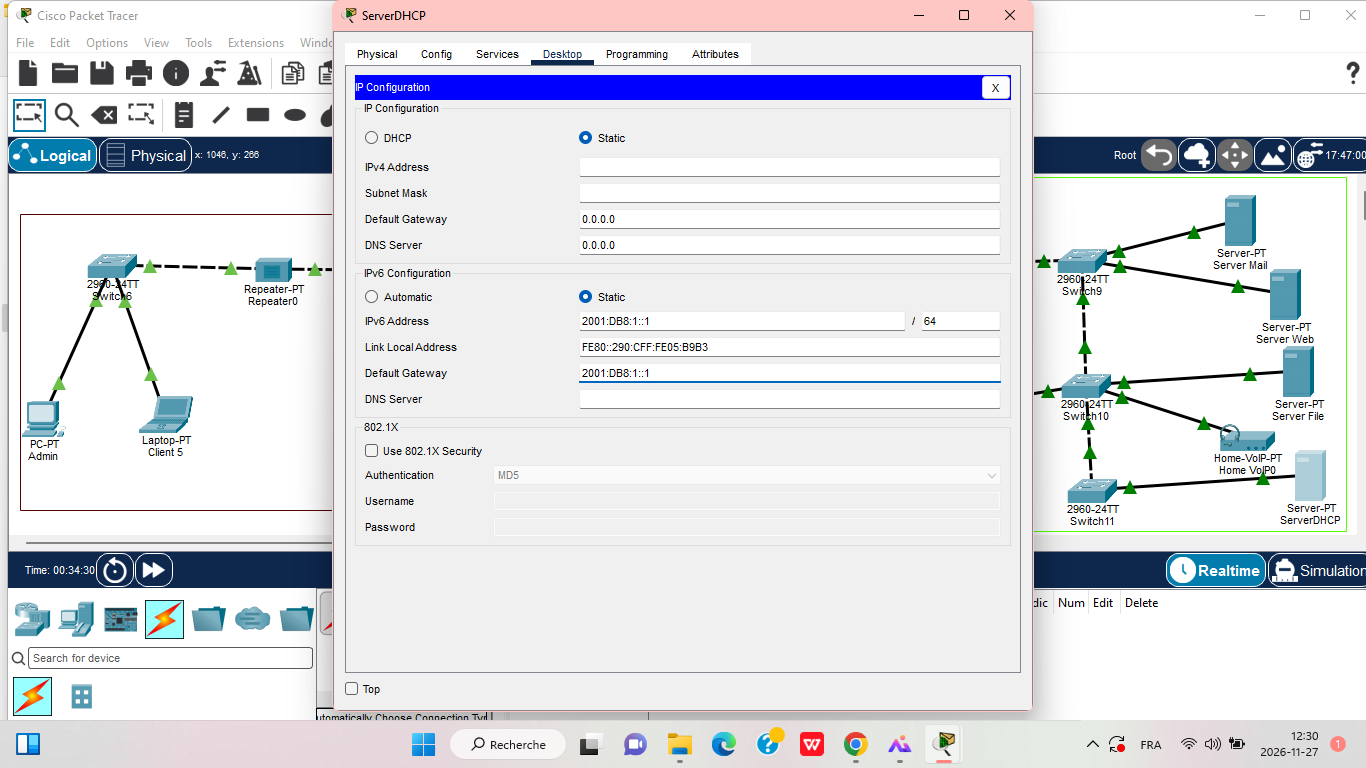 Cisco Packet Tracer
ServerDHCP
File Edit Options View Tools Extensions Windo
Physical Config Services Desktop Programming Attributes
IP Configuration
X
IP Configuration
DHCP Static
IPv4 Address
Subnet Mask
Default Gateway 0.0.0.0
DNS Server 0.0.0.0
IPv6 Configuration
Automatic Static
IPv6 Address 2001:DB8:1::1 / 64
Link Local Address FE80::290:CFF:FE05:B9B3
Default Gateway 2001:DB8:1::1
DNS Server
802.1X
Use 802.1X Security
Authentication MD5
Username
Password
Top
Logical Physical x: 1046, y: 266
Root 17:47:00
2960-24TT
Switch6
Repeater-PT
Repeater0
PC-PT
Admin
Laptop-PT
Client 5
Server-PT
Server Mail
2960-24TT
Switch9
Server-PT
Server Web
2960-24TT
Switch10
Server-PT
Server File
Home-VoIP-PT
Home VoIP0
2960-24TT
Switch11
Server-PT
ServerDHCP
Time: 00:34:30
Realtime Simulation
dic Num Edit Delete
Search for device
utomatically Choose Connection Typ
Recherche
FRA
12:30
2026-11-27
1